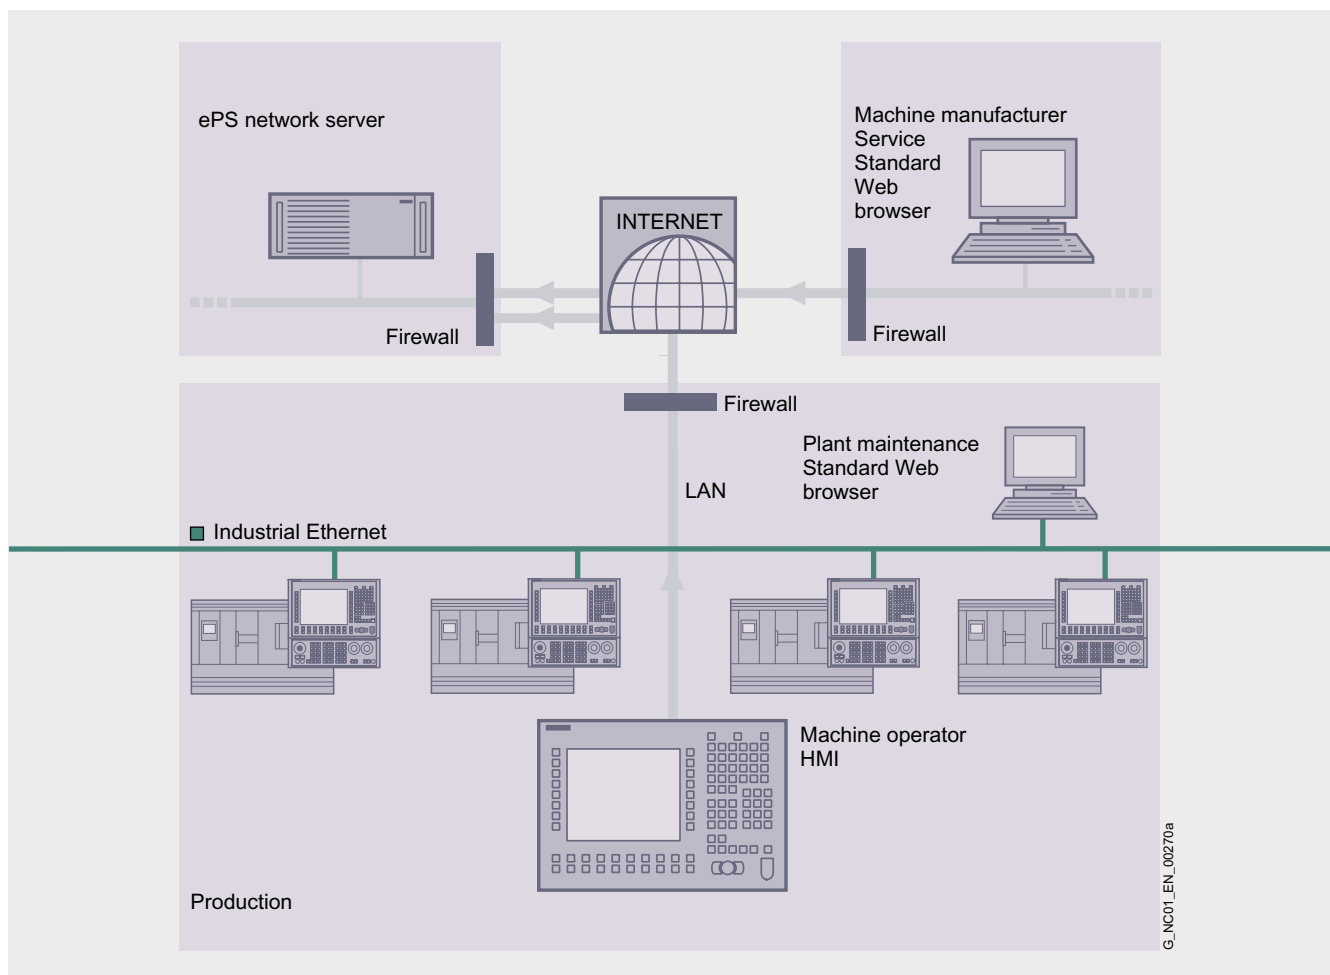 ePS network server
Machine manufacturer
Service
Standard
Web
browser
INTERNET
Firewall
Firewall
Firewall
Plant maintenance
Standard Web
browser
LAN
Industrial Ethernet
Machine operator
HMI
Production
G_NC01_EN_00270a